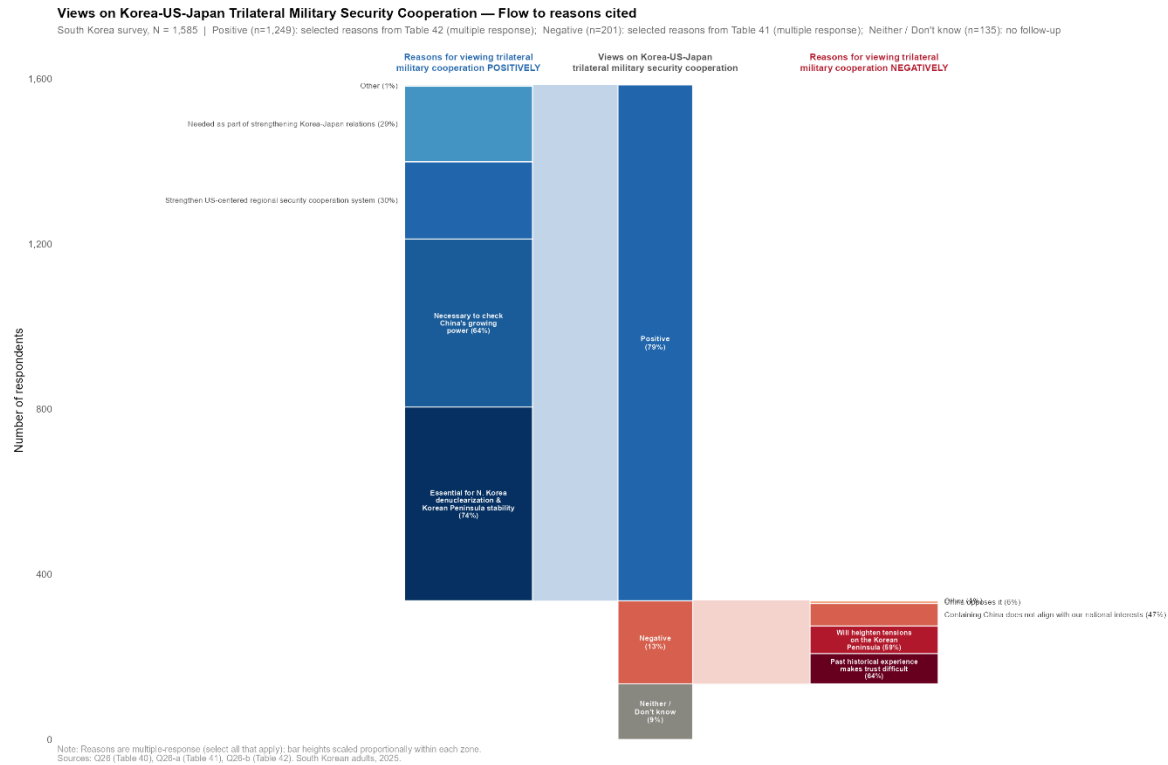 Views on Korea-US-Japan Trilateral Military Security Cooperation — Flow to reasons cited
South Korea survey, N = 1,585 | Positive (n=1,249): selected reasons from Table 42 (multiple response); Negative (n=201): selected reasons from Table 41 (multiple response); Neither / Don't know (n=135): no follow-up
Reasons for viewing trilateral
military cooperation POSITIVELY
Views on Korea-US-Japan
trilateral military security cooperation
Reasons for viewing trilateral
military cooperation NEGATIVELY
1,600
Other (1%)
Needed as part of strengthening Korea-Japan relations (29%)
Strengthen US-centered regional security cooperation system (30%)
1,200
Necessary to check
China's growing
power (64%)
Positive
(79%)
Number of respondents
800
Essential for N. Korea
denuclearization &
Korean Peninsula stability
(74%)
400
Other
opposes it (6%)
Containing China does not align with our national interests (47%)
Negative
(13%)
Will heighten tensions
on the Korean
Peninsula (59%)
Past historical experience
makes trust difficult
(64%)
Neither /
Don't know
(9%)
0
Note: Reasons are multiple-response (select all that apply); bar heights scaled proportionally within each zone.
Sources: Q26 (Table 40), Q26-a (Table 41), Q26-b (Table 42). South Korean adults, 2025.